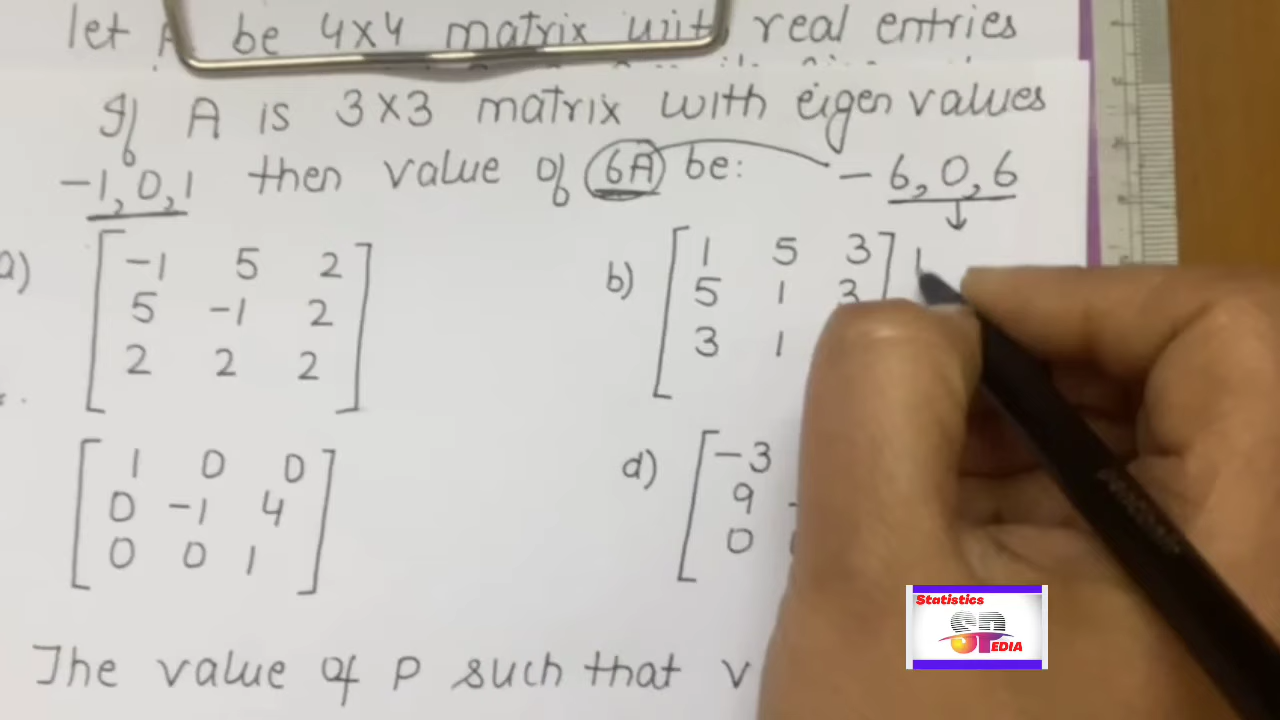 let A be 4x4 matrix with real entries
If A is 3x3 matrix with eigen values
-1,0,1 then value of 6A be: - 6,0,6
a) -1 5 2
5 -1 2
2 2 2
b) 1 5 3
5 1 3
3 1
1 0 0
0 -1 4
0 0 1
d) -3
9 -
0
The value of P such that v
Statistics
EDIA